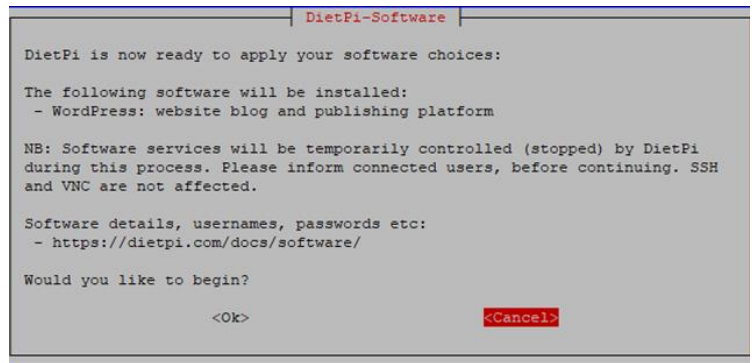 DietPi-Software
DietPi is now ready to apply your software choices:
The following software will be installed:
- WordPress: website blog and publishing platform
NB: Software services will be temporarily controlled (stopped) by DietPi
during this process. Please inform connected users, before continuing. SSH
and VNC are not affected.
Software details, usernames, passwords etc:
- https://dietpi.com/docs/software/
Would you like to begin?
<Ok> <Cancel>